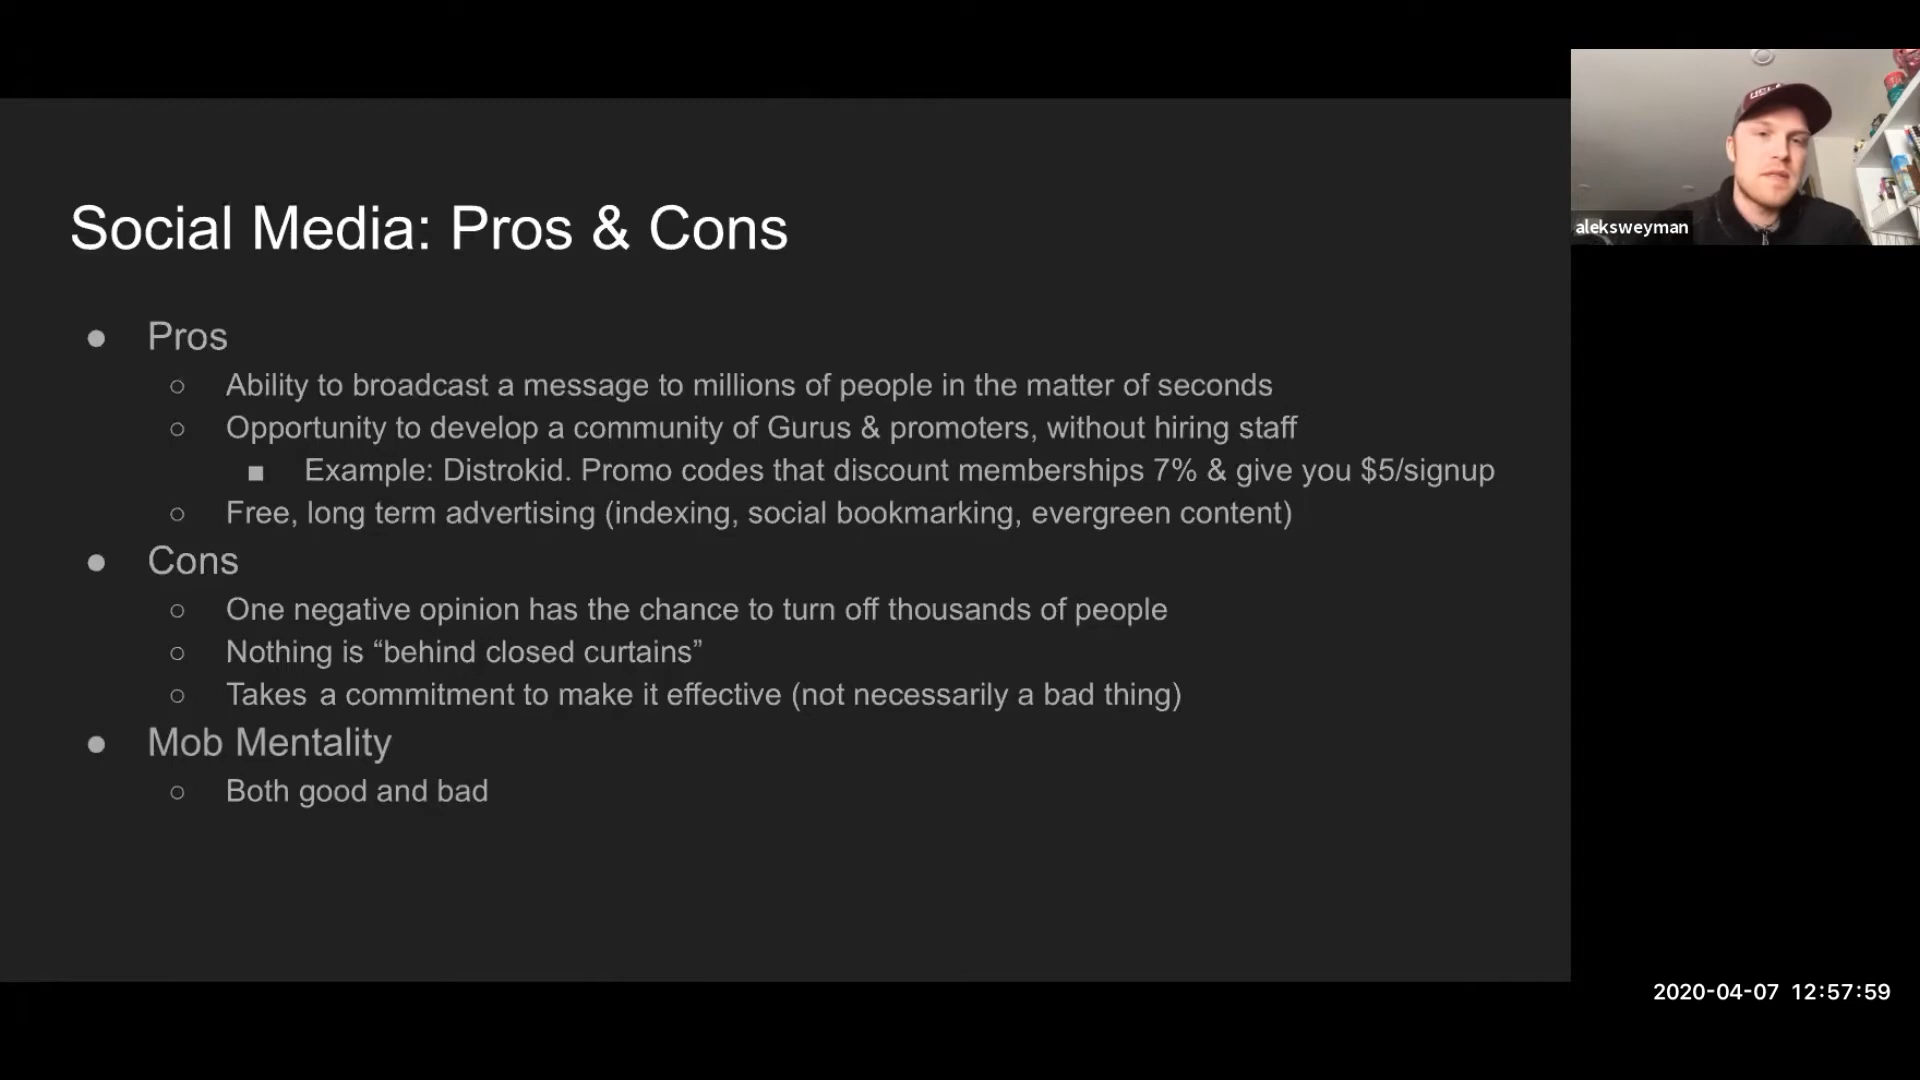 Social Media: Pros & Cons
● Pros
○ Ability to broadcast a message to millions of people in the matter of seconds
○ Opportunity to develop a community of Gurus & promoters, without hiring staff
■ Example: Distrokid. Promo codes that discount memberships 7% & give you $5/signup
○ Free, long term advertising (indexing, social bookmarking, evergreen content)
● Cons
○ One negative opinion has the chance to turn off thousands of people
○ Nothing is “behind closed curtains”
○ Takes a commitment to make it effective (not necessarily a bad thing)
● Mob Mentality
○ Both good and bad
aleksweyman
2020-04-07 12:57:59